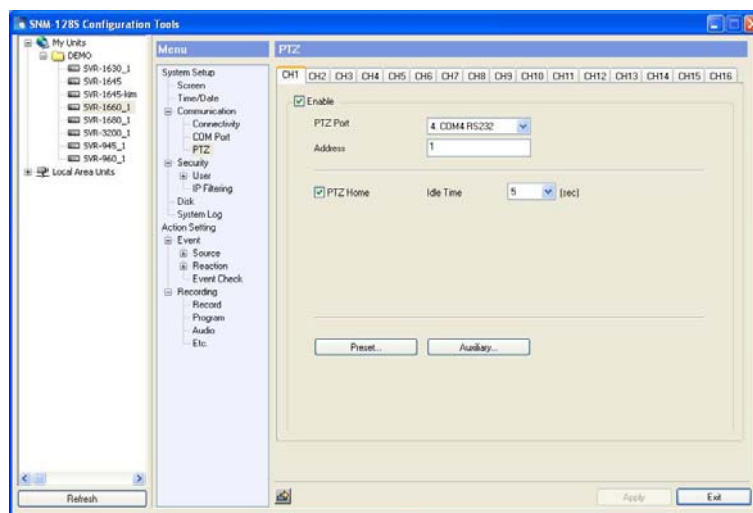 SNM-128S Configuration Tools
My Units
DEMO
SVR-1630_1
SVR-1645
SVR-1645-kim
SVR-1660_1
SVR-1680_1
SVR-3200_1
SVR-945_1
SVR-960_1
Local Area Units
Refresh
Menu
System Setup
Screen
Time/Date
Communication
Connectivity
COM Port
PTZ
Security
User
IP Filtering
Disk
System Log
Action Setting
Event
Source
Reaction
Event Check
Recording
Record
Program
Audio
Etc.
PTZ
CH1 CH2 CH3 CH4 CH5 CH6 CH7 CH8 CH9 CH10 CH11 CH12 CH13 CH14 CH15 CH16
Enable
PTZ Port 4. COM4 RS232
Address 1
PTZ Home Idle Time 5 (sec)
Preset... Auxiliary...
Apply Exit